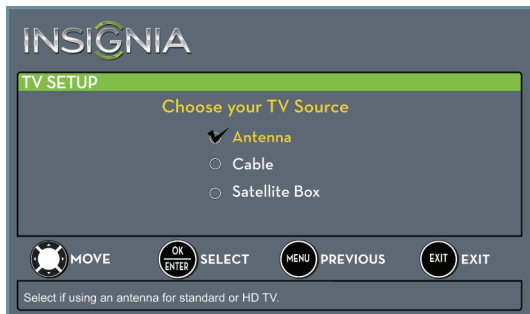 INSIGNIA
TV SETUP
Choose your TV Source
Antenna
Cable
Satellite Box
MOVE OK ENTER SELECT MENU PREVIOUS EXIT EXIT
Select if using an antenna for standard or HD TV.